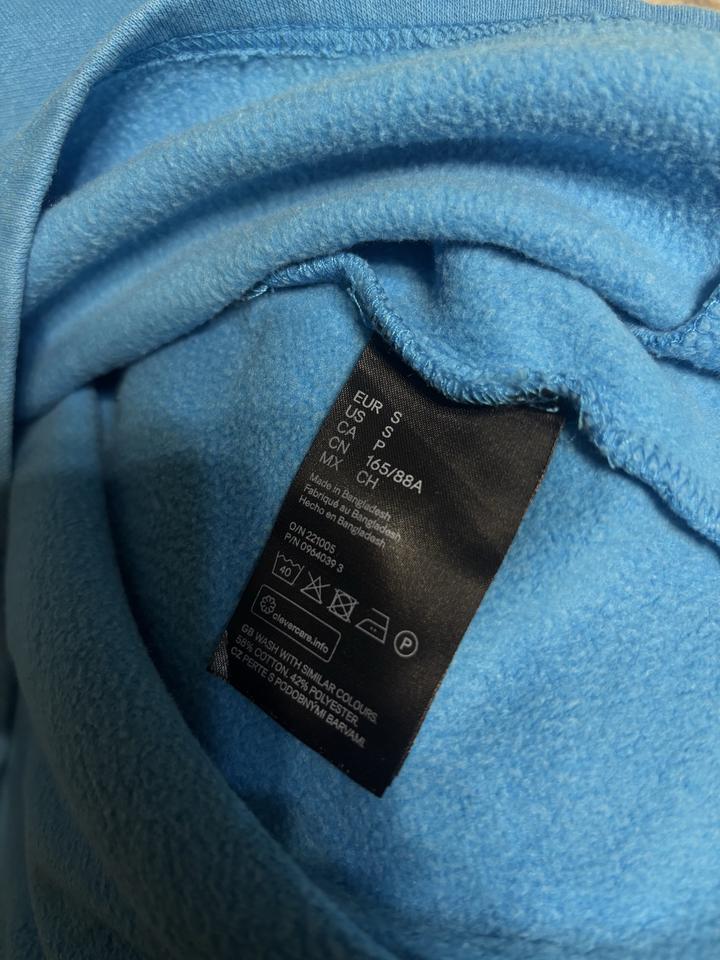 EUR S
US S
CA P
CN 165/88A
MX CH
Made in Bangladesh
Fabriqué au Bangladesh
Hecho en Bangladesh
O/N 221005
P/N 0964039 3
40
P
clevercare.info
GB WASH WITH SIMILAR COLOURS.
58% COTTON. 42% POLYESTER.
CZ PERTE S PODOBNÝMI BARVAMI.